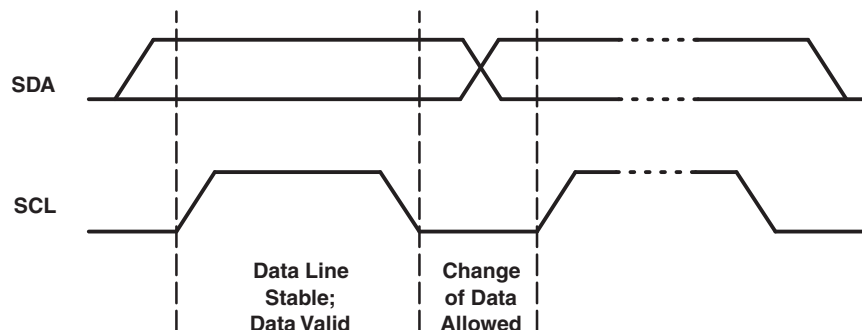 SDA
SCL
Data Line
Stable;
Data Valid
Change
of Data
Allowed